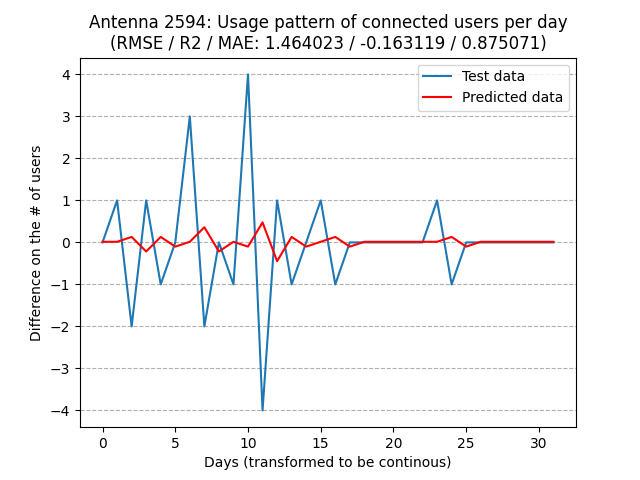 Antenna 2594: Usage pattern of connected users per day
(RMSE / R2 / MAE: 1.464023 / -0.163119 / 0.875071)
Test data
Predicted data
4
3
2
1
0
−1
−2
−3
−4
Difference on the # of users
0 5 10 15 20 25 30
Days (transformed to be continous)